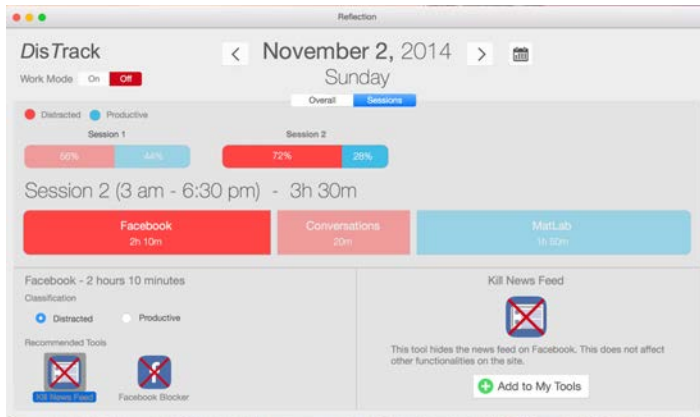 Reflection
DisTrack
November 2, 2014
Work Mode On Off
Sunday
Overall Sessions
Distracted Productive
Session 1 Session 2
56% 44% 72% 28%
Session 2 (3 am - 6:30 pm) - 3h 30m
Facebook Conversations MatLab
2h 10m 20m
Facebook - 2 hours 10 minutes
Kill News Feed
Classification
Distracted Productive
Recommended Tools
This tool hides the news feed on Facebook. This does not affect
other functionalities on the site.
Add to My Tools
Kill News Feed Facebook Blocker